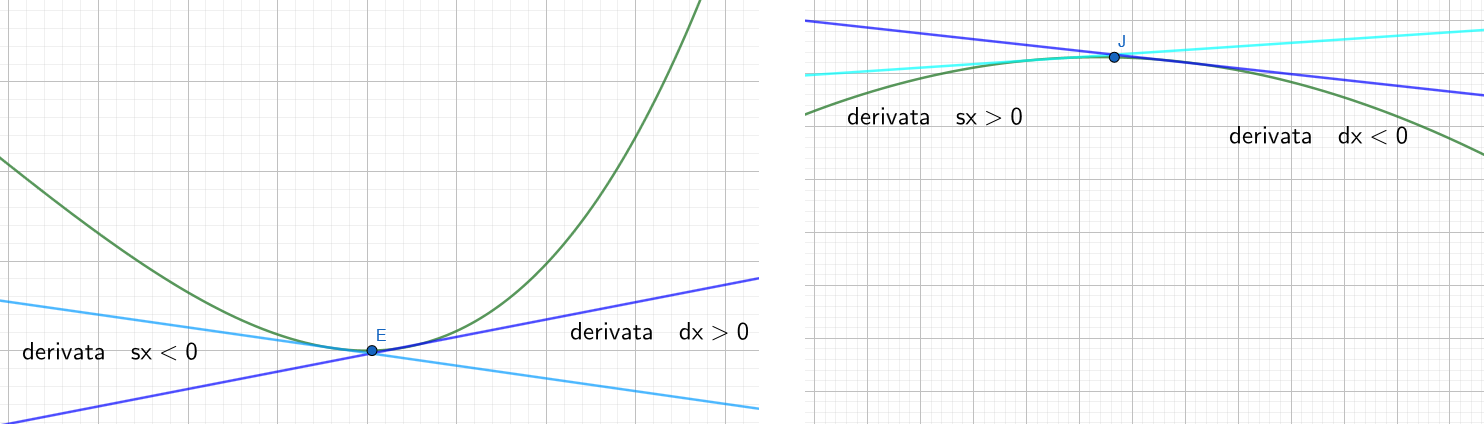 E
derivata dx > 0
derivata sx < 0
J
derivata sx > 0
derivata dx < 0